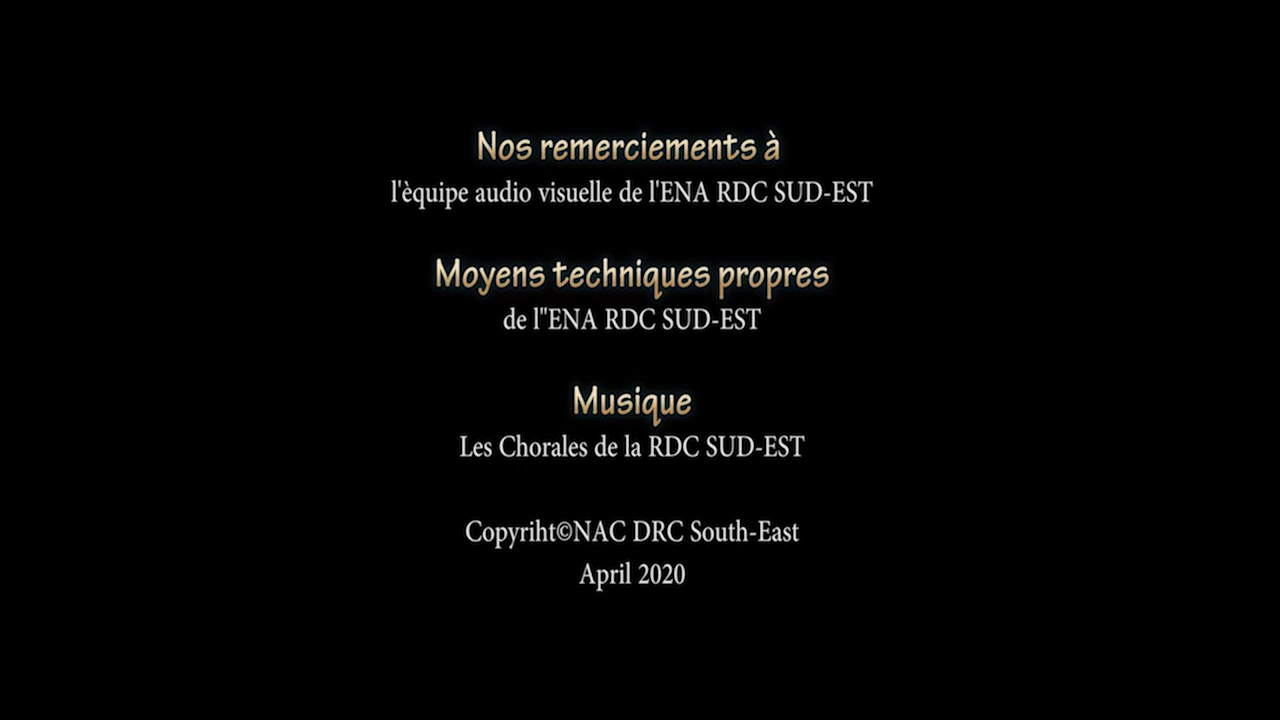 Nos remerciements à
l'èquipe audio visuelle de l'ENA RDC SUD-EST
Moyens techniques propres
de l''ENA RDC SUD-EST
Musique
Les Chorales de la RDC SUD-EST
Copyriht©NAC DRC South-East
April 2020